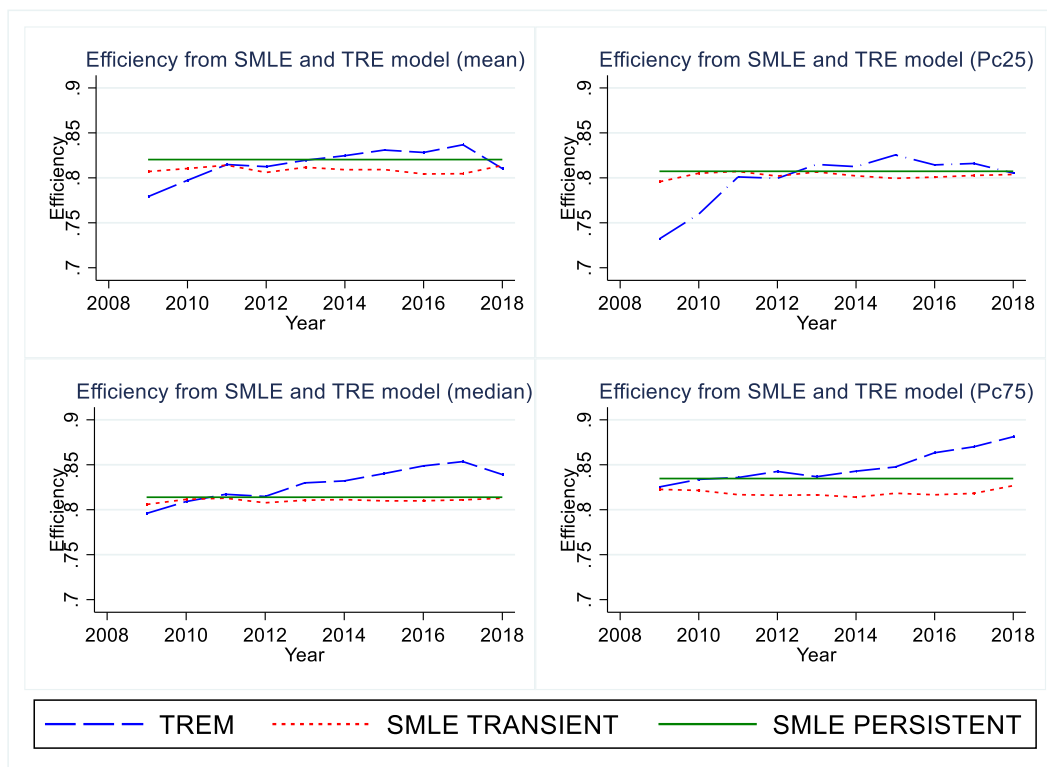 Efficiency from SMLE and TRE model (mean)
Efficiency
.9
.85
.8
.75
.7
2008 2010 2012 2014 2016 2018
Year
Efficiency from SMLE and TRE model (Pc25)
Efficiency
.9
.85
.8
.75
.7
2008 2010 2012 2014 2016 2018
Year
Efficiency from SMLE and TRE model (median)
Efficiency
.9
.85
.8
.75
.7
2008 2010 2012 2014 2016 2018
Year
Efficiency from SMLE and TRE model (Pc75)
Efficiency
.9
.85
.8
.75
.7
2008 2010 2012 2014 2016 2018
Year
TREM SMLE TRANSIENT SMLE PERSISTENT